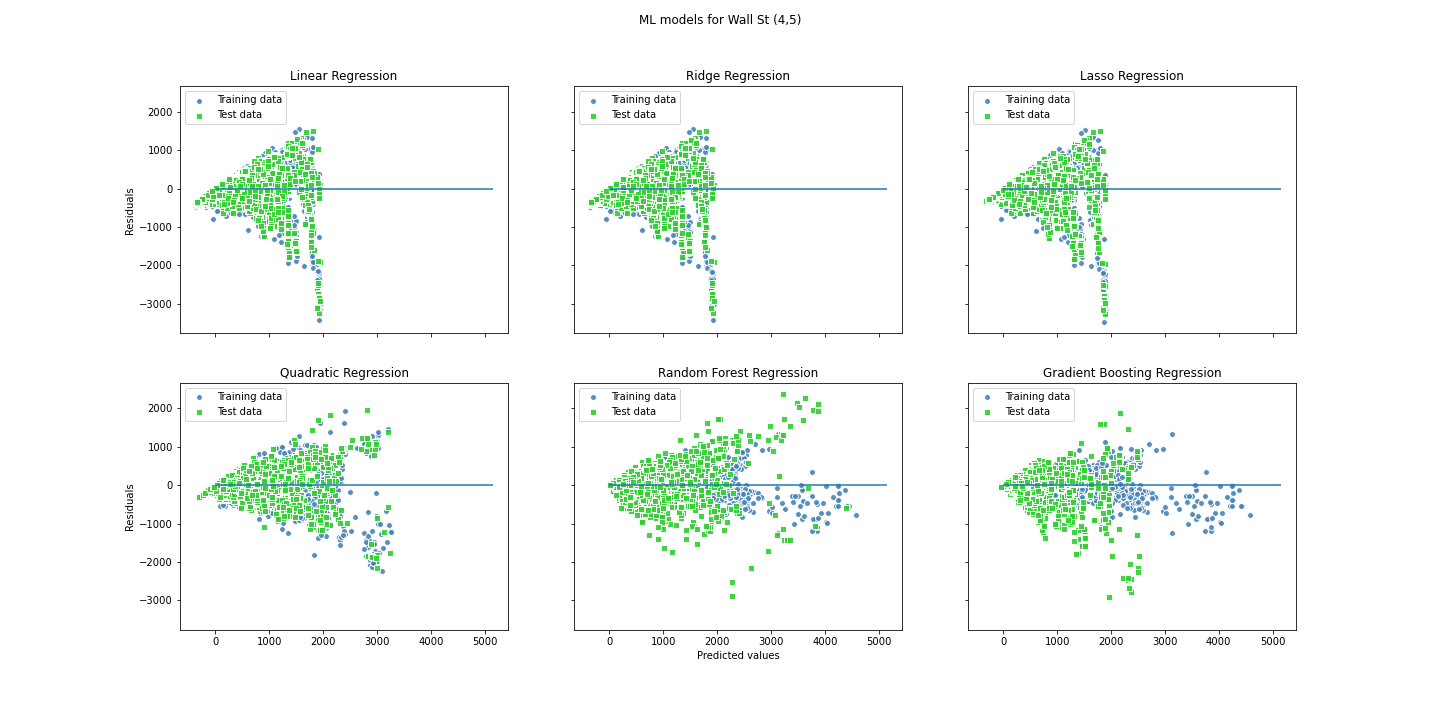 ML models for Wall St (4,5)
Linear Regression
Ridge Regression
Lasso Regression
Training data
Test data
Training data
Test data
Training data
Test data
Residuals
2000
1000
0
−1000
−2000
−3000
Quadratic Regression
Random Forest Regression
Gradient Boosting Regression
Training data
Test data
Training data
Test data
Training data
Test data
Residuals
2000
1000
0
−1000
−2000
−3000
0 1000 2000 3000 4000 5000
0 1000 2000 3000 4000 5000
0 1000 2000 3000 4000 5000
Predicted values